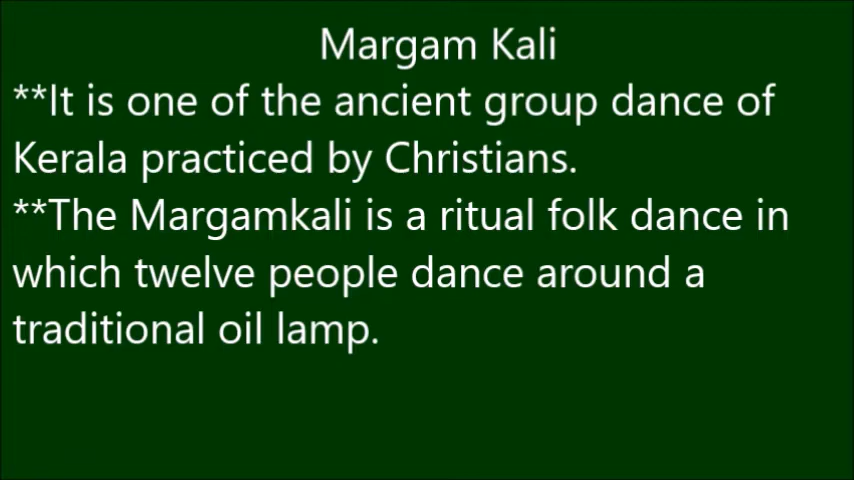 Margam Kali
**It is one of the ancient group dance of
Kerala practiced by Christians.
**The Margamkali is a ritual folk dance in
which twelve people dance around a
traditional oil lamp.